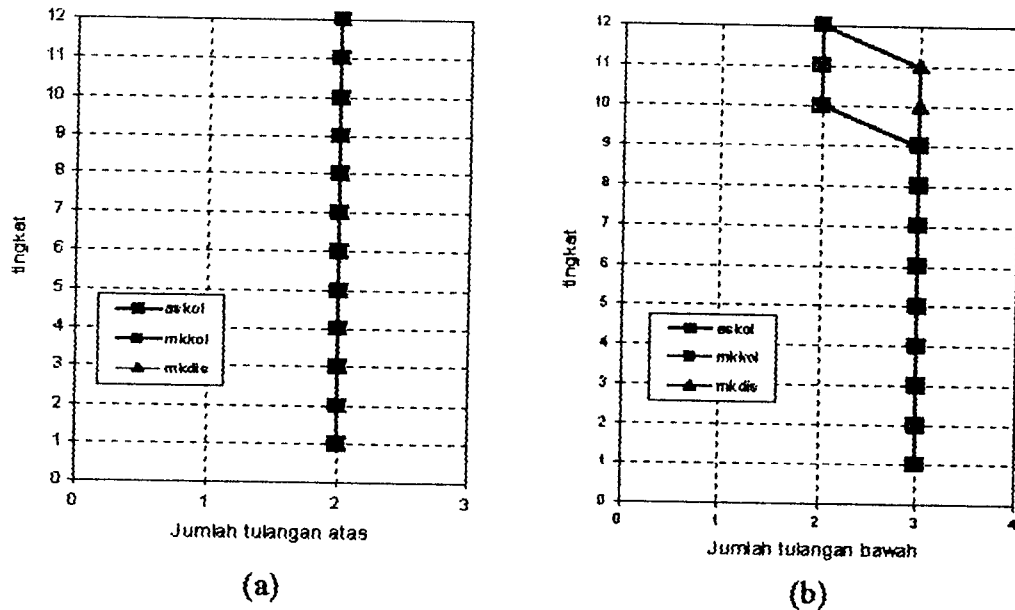 12
11
10
9
8
7
6
5
4
3
2
1
0
tingkat
askol
mkkol
mkdis
0 1 2 3
Jumlah tulangan atas
(a)
12
11
10
9
8
7
6
5
4
3
2
1
0
tingkat
askol
mkkol
mkdis
0 1 2 3 4
Jumlah tulangan bawah
(b)